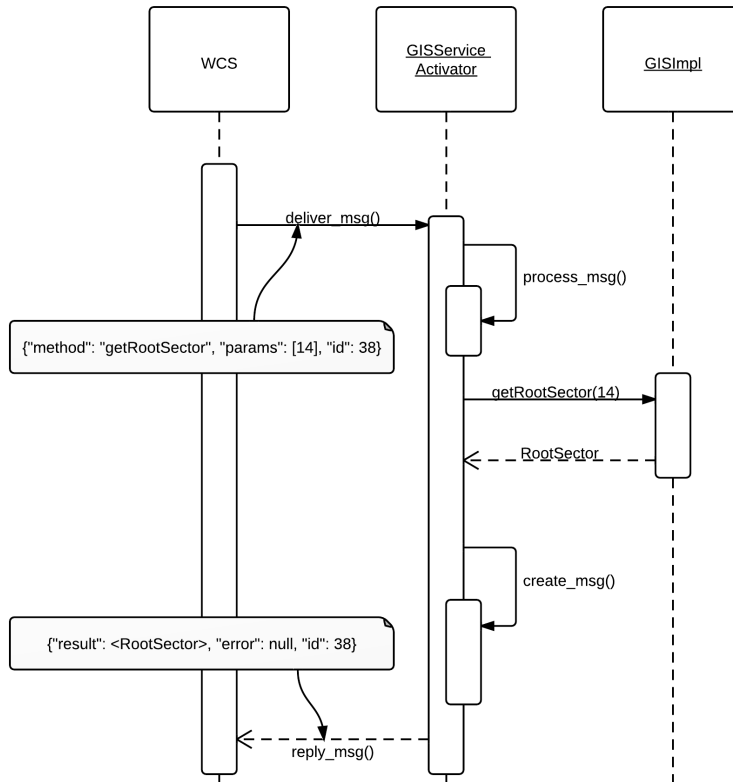 WCS
GISService
Activator
GISImpl
deliver_msg()
process_msg()
{"method": "getRootSector", "params": [14], "id": 38}
getRootSector(14)
RootSector
create_msg()
{"result": <RootSector>, "error": null, "id": 38}
reply_msg()